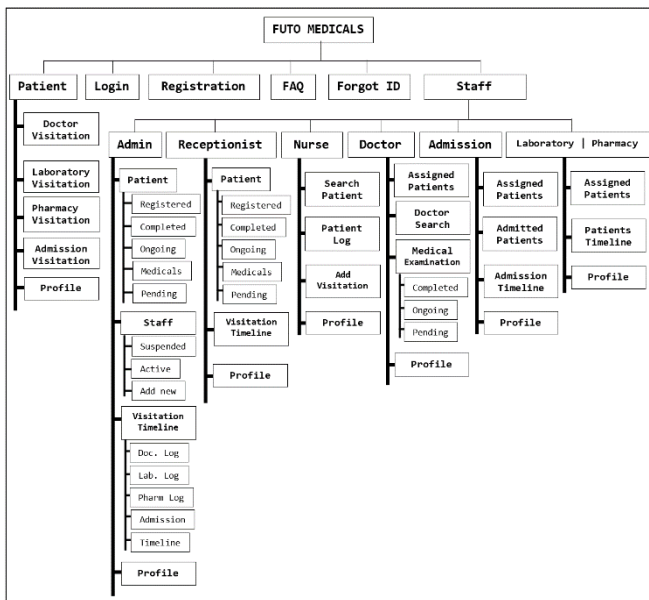 FUTO MEDICALS
Patient
Login
Registration
FAQ
Forgot ID
Staff
Doctor
Visitation
Laboratory
Visitation
Pharmacy
Visitation
Admission
Visitation
Profile
Admin
Patient
Registered
Completed
Ongoing
Medicals
Pending
Staff
Suspended
Active
Add new
Visitation
Timeline
Doc. Log
Lab. Log
Pharm Log
Admission
Timeline
Profile
Receptionist
Patient
Registered
Completed
Ongoing
Medicals
Pending
Visitation
Timeline
Profile
Nurse
Search
Patient
Patient
Log
Add
Visitation
Profile
Doctor
Assigned
Patients
Doctor
Search
Medical
Examination
Completed
Ongoing
Pending
Profile
Admission
Assigned
Patients
Admitted
Patients
Admission
Timeline
Profile
Laboratory | Pharmacy
Assigned
Patients
Patients
Timeline
Profile